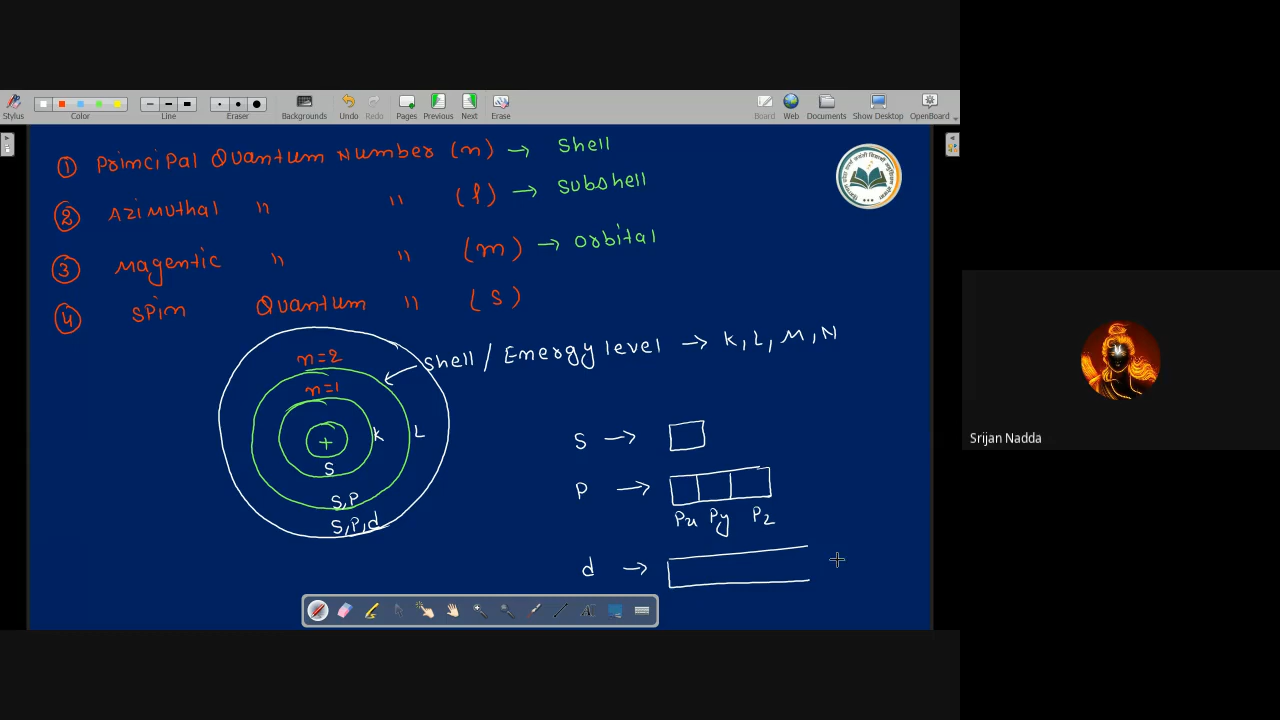 Stylus Color Line Eraser Backgrounds Undo Redo Pages Previous Next Erase Board Web Documents Show Desktop OpenBoard
① Principal Quantum Number (n) → Shell
② Azimuthal " " (l) → Subshell
③ Magentic " " (m) → Orbital
④ Spin Quantum " (s)
n=2
Shell / Energy level → K, L, M, N
n=1
+
K
L
S
S,P
S,P,d
S →
P →
Px Py Pz
d →
Srijan Nadda